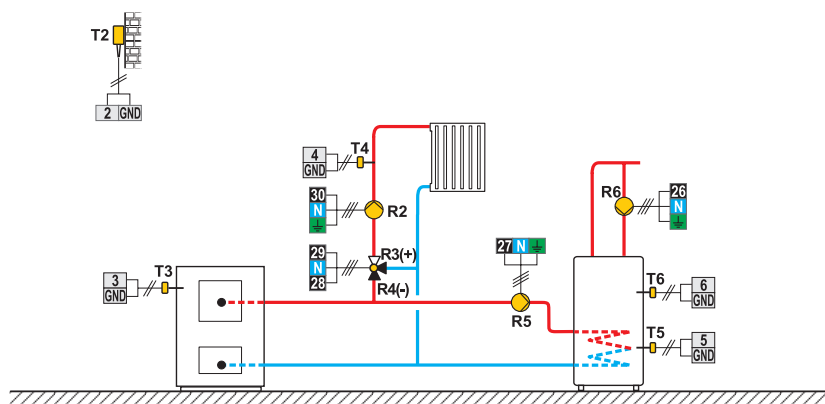 T2
2 GND
4
GND
T4
30
N
R2
29
N
28
R3(+)
R4(-)
3
GND
T3
27 N
R5
R6
26
N
T6
6
GND
T5
5
GND